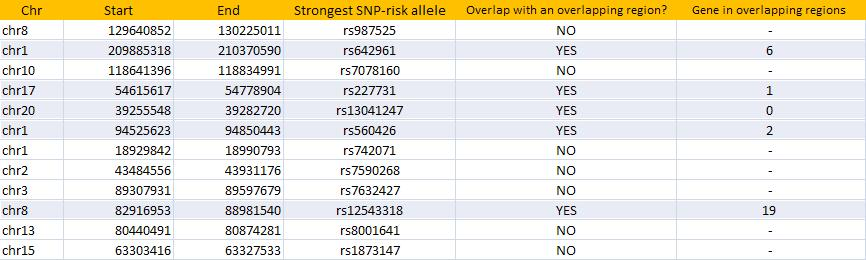 Chr Start End Strongest SNP-risk allele Overlap with an overlapping region? Gene in overlapping regions
chr8 129640852 130225011 rs987525 NO -
chr1 209885318 210370590 rs642961 YES 6
chr10 118641396 118834991 rs7078160 NO -
chr17 54615617 54778904 rs227731 YES 1
chr20 39255548 39282720 rs13041247 YES 0
chr1 94525623 94850443 rs560426 YES 2
chr1 18929842 18990793 rs742071 NO -
chr2 43484556 43931176 rs7590268 NO -
chr3 89307931 89597679 rs7632427 NO -
chr8 82916953 88981540 rs12543318 YES 19
chr13 80440491 80874281 rs8001641 NO -
chr15 63303416 63327533 rs1873147 NO -